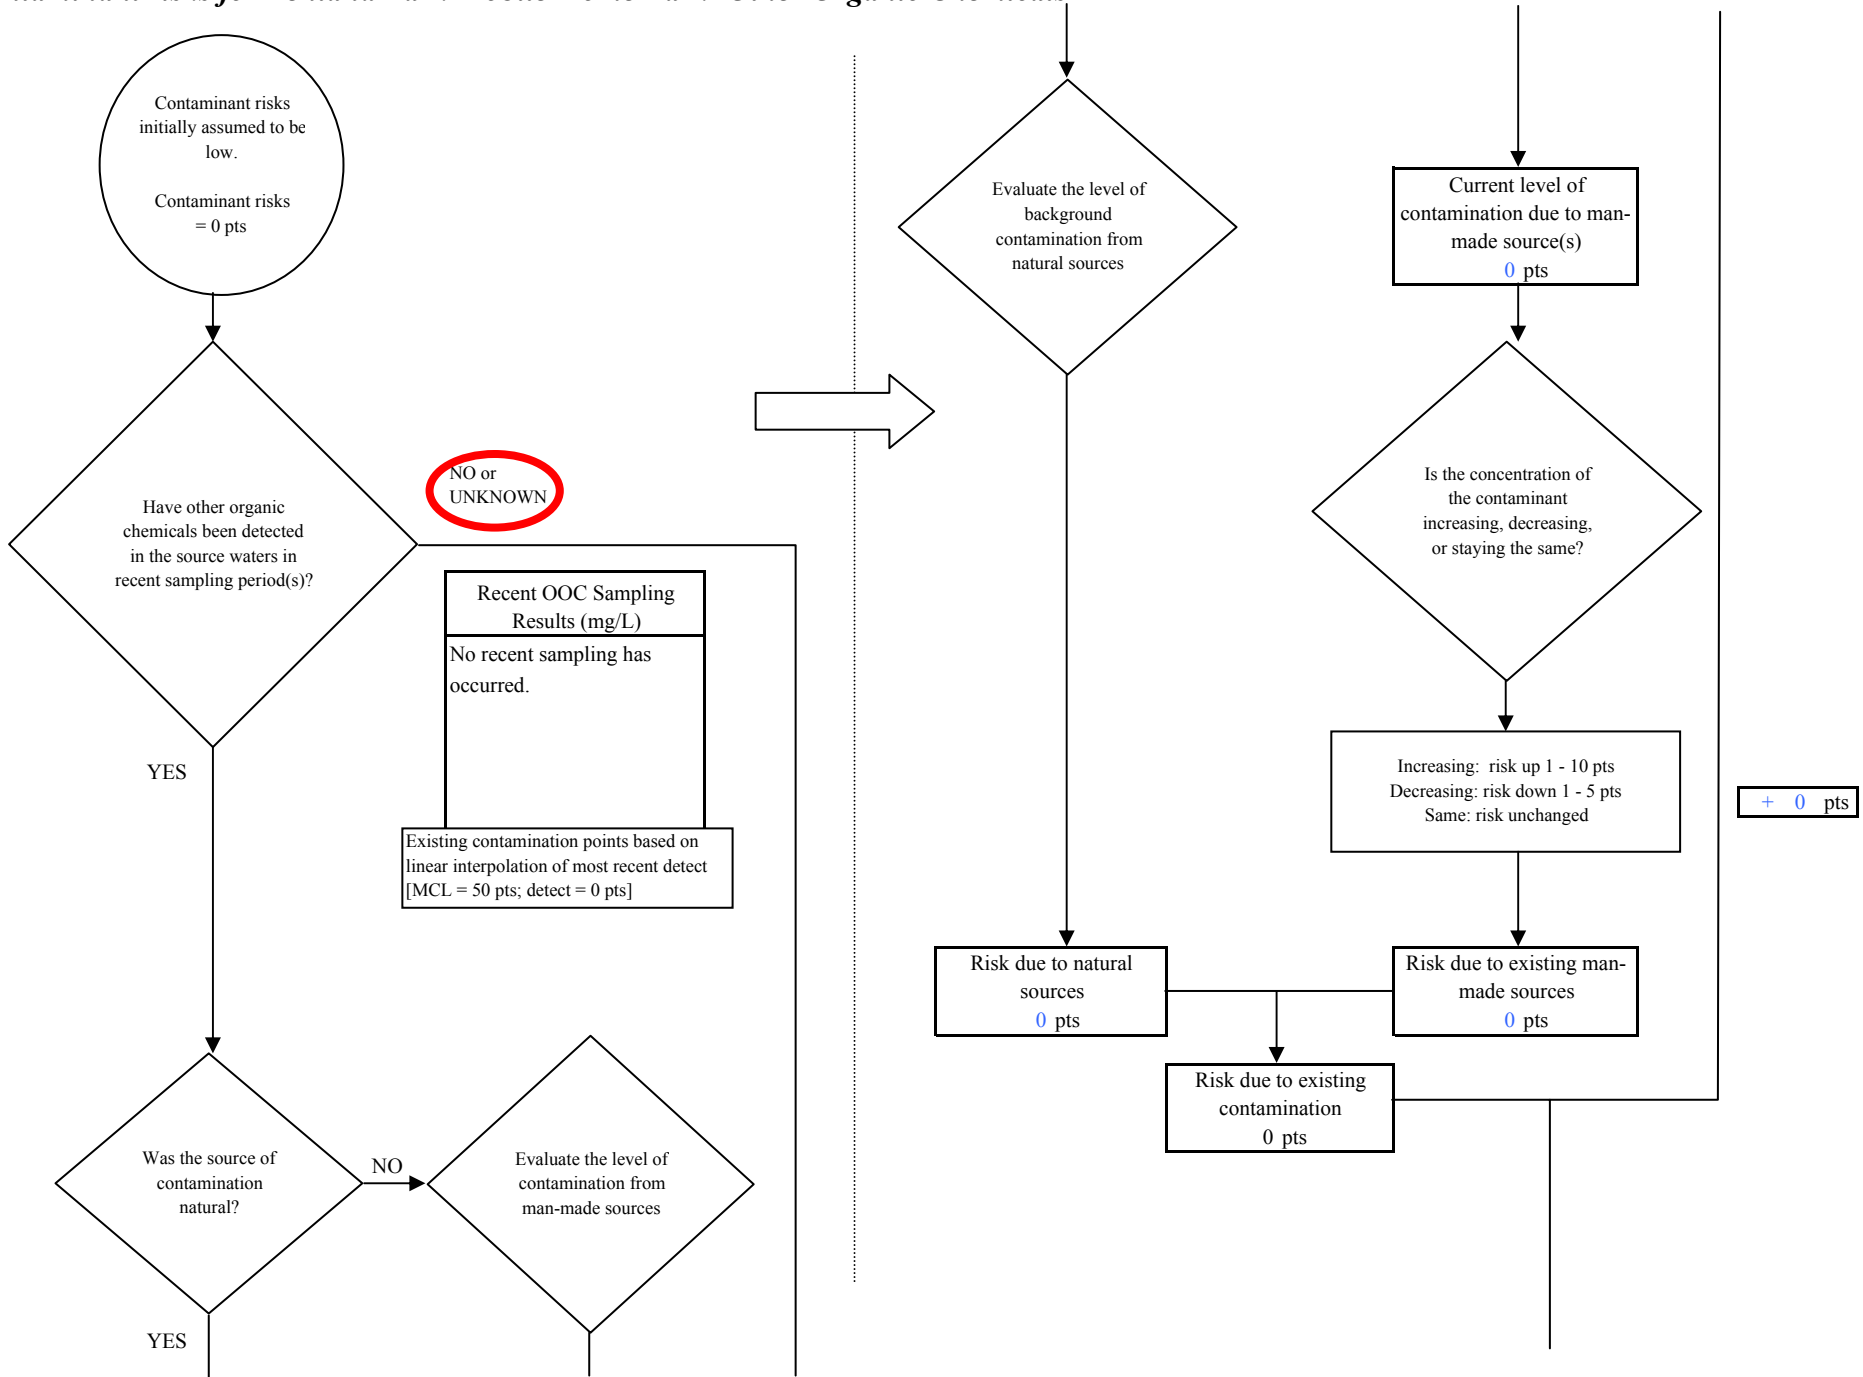 Contaminant risks
initially assumed to be
low.
Contaminant risks
= 0 pts
Have other organic
chemicals been detected
in the source waters in
recent sampling period(s)?
NO or
UNKNOWN
Recent OOC Sampling
Results (mg/L)
No recent sampling has
occurred.
Existing contamination points based on
linear interpolation of most recent detect
[MCL = 50 pts; detect = 0 pts]
YES
Was the source of
contamination
natural?
NO
Evaluate the level of
contamination from
man-made sources
YES
Evaluate the level of
background
contamination from
natural sources
Current level of
contamination due to man-
made source(s)
0 pts
Is the concentration of
the contaminant
increasing, decreasing,
or staying the same?
Increasing: risk up 1 - 10 pts
Decreasing: risk down 1 - 5 pts
Same: risk unchanged
+ 0 pts
Risk due to natural
sources
0 pts
Risk due to existing man-
made sources
0 pts
Risk due to existing
contamination
0 pts